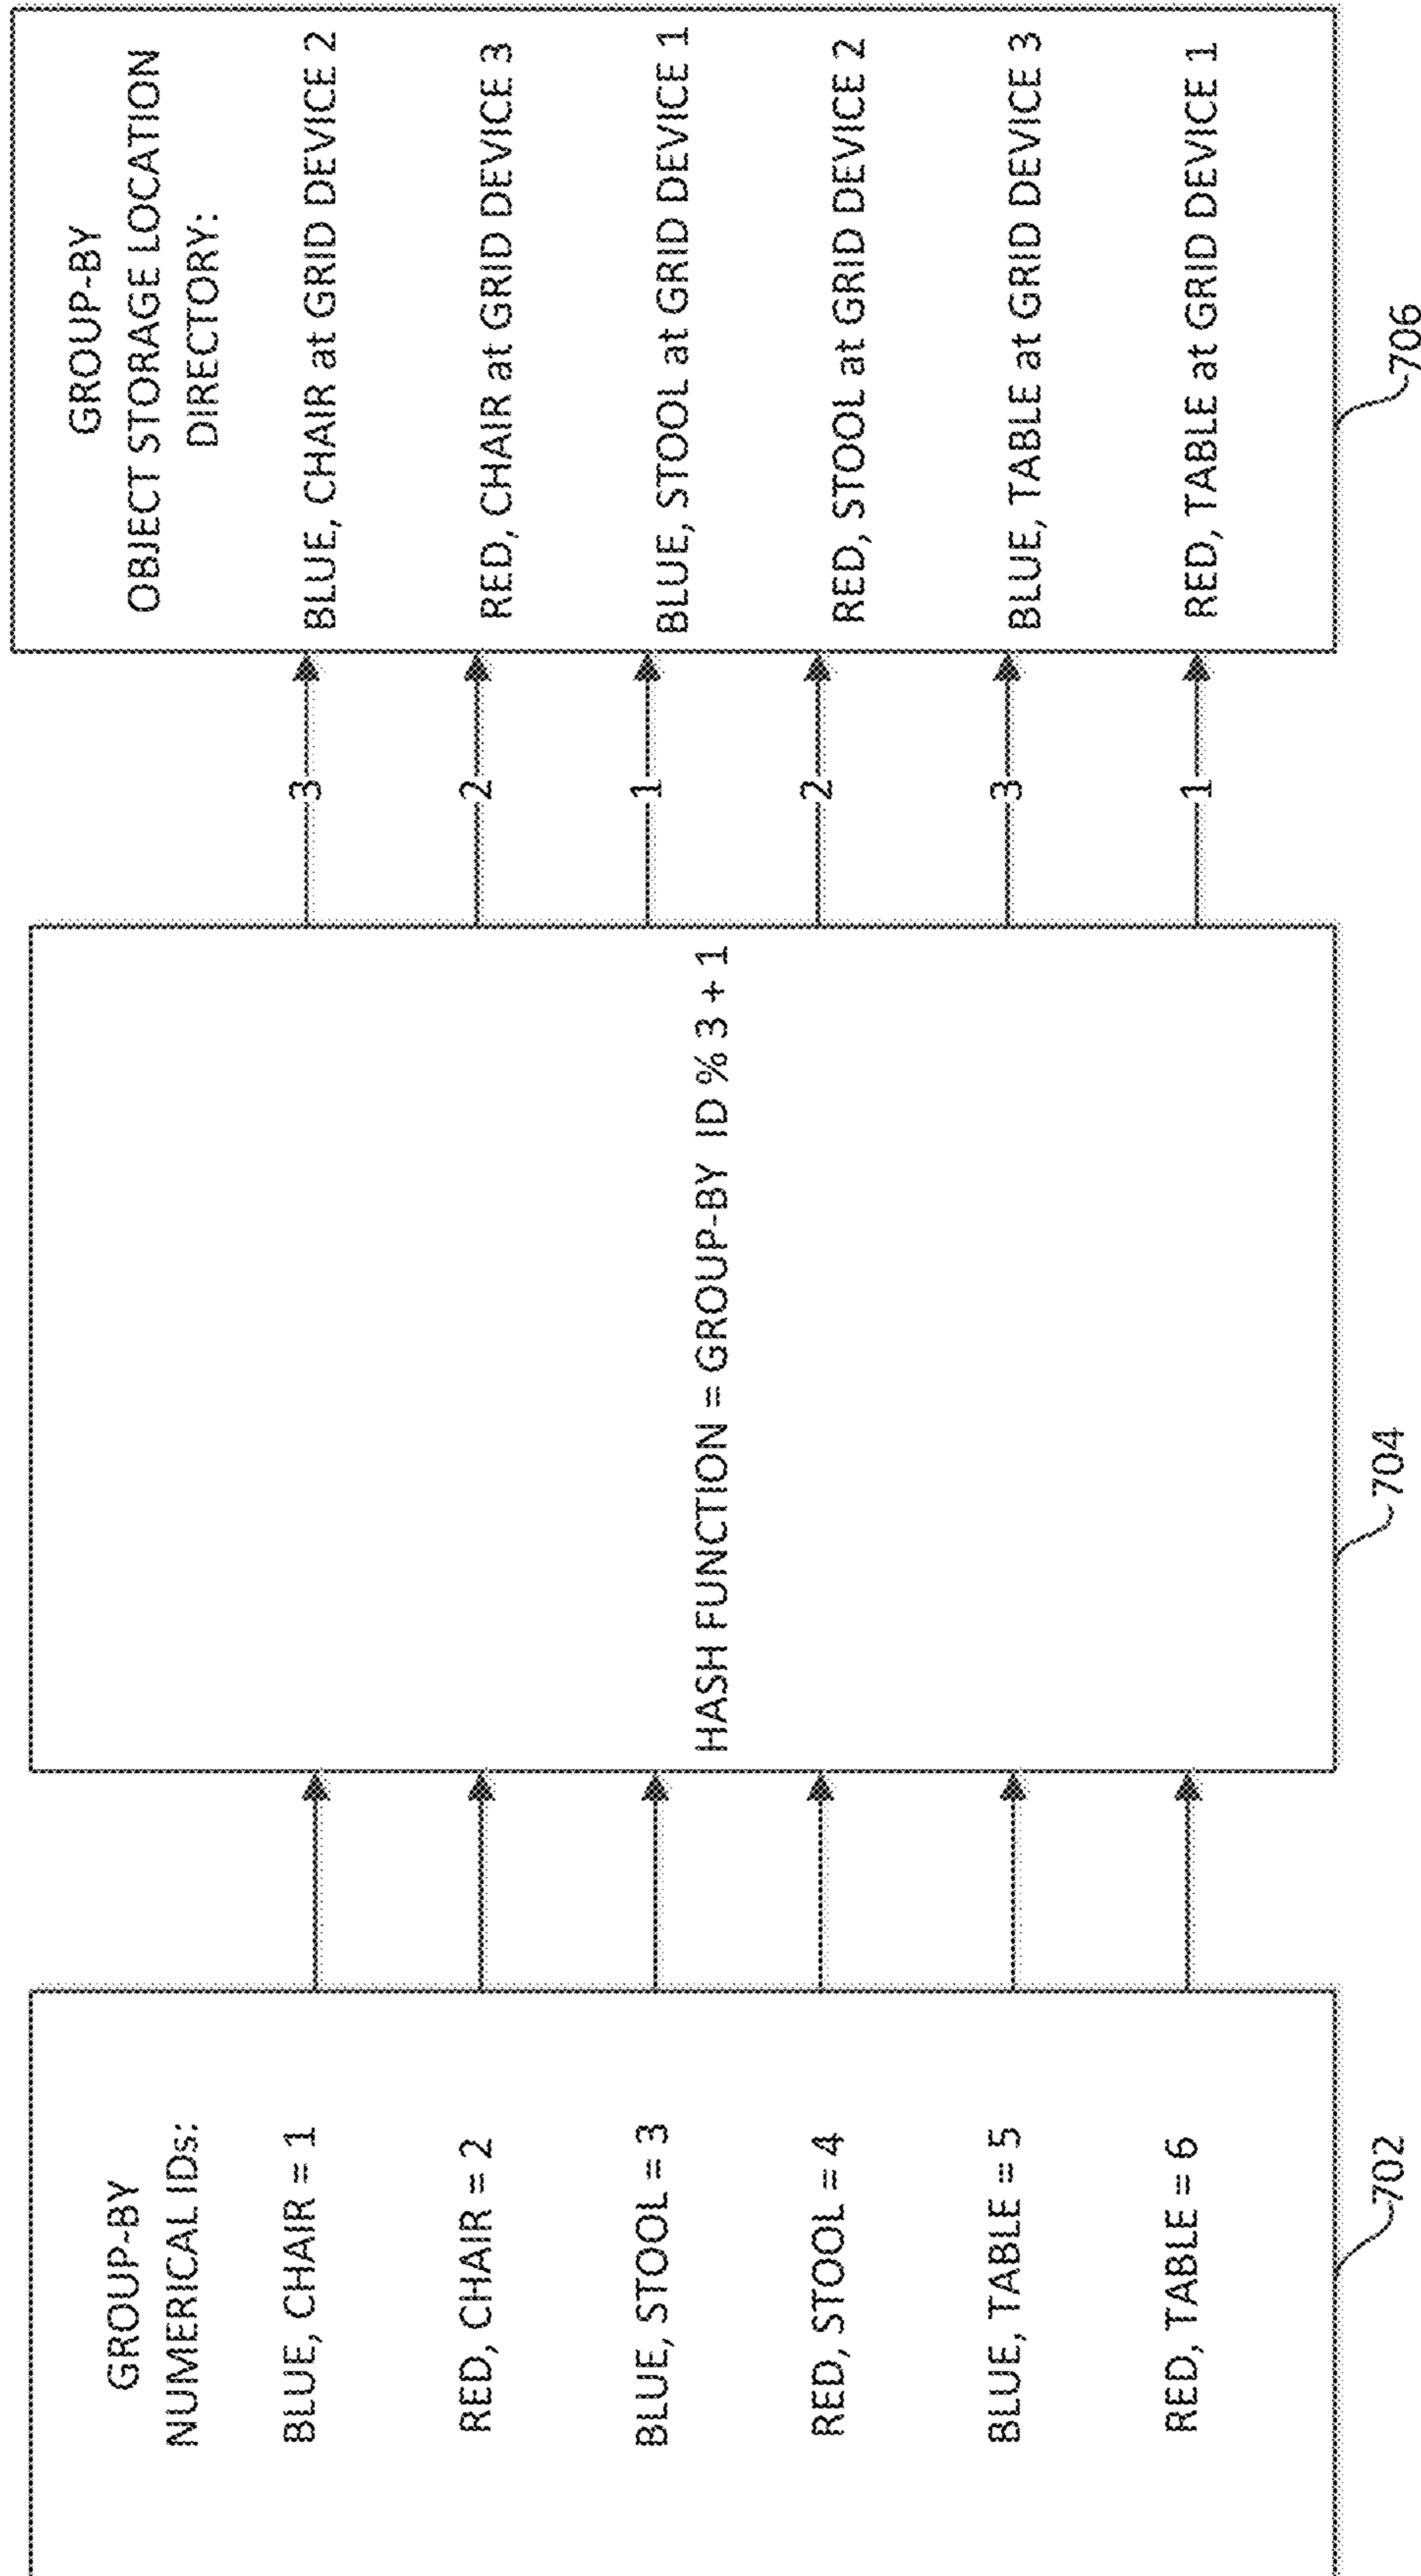 GROUP-BY
NUMERICAL IDs:
BLUE, CHAIR = 1
RED, CHAIR = 2
BLUE, STOOL = 3
RED, STOOL = 4
BLUE, TABLE = 5
RED, TABLE = 6
702
HASH FUNCTION = GROUP-BY ID % 3 + 1
704
3
2
1
2
3
1
GROUP-BY
OBJECT STORAGE LOCATION
DIRECTORY:
BLUE, CHAIR at GRID DEVICE 2
RED, CHAIR at GRID DEVICE 3
BLUE, STOOL at GRID DEVICE 1
RED, STOOL at GRID DEVICE 2
BLUE, TABLE at GRID DEVICE 3
RED, TABLE at GRID DEVICE 1
706